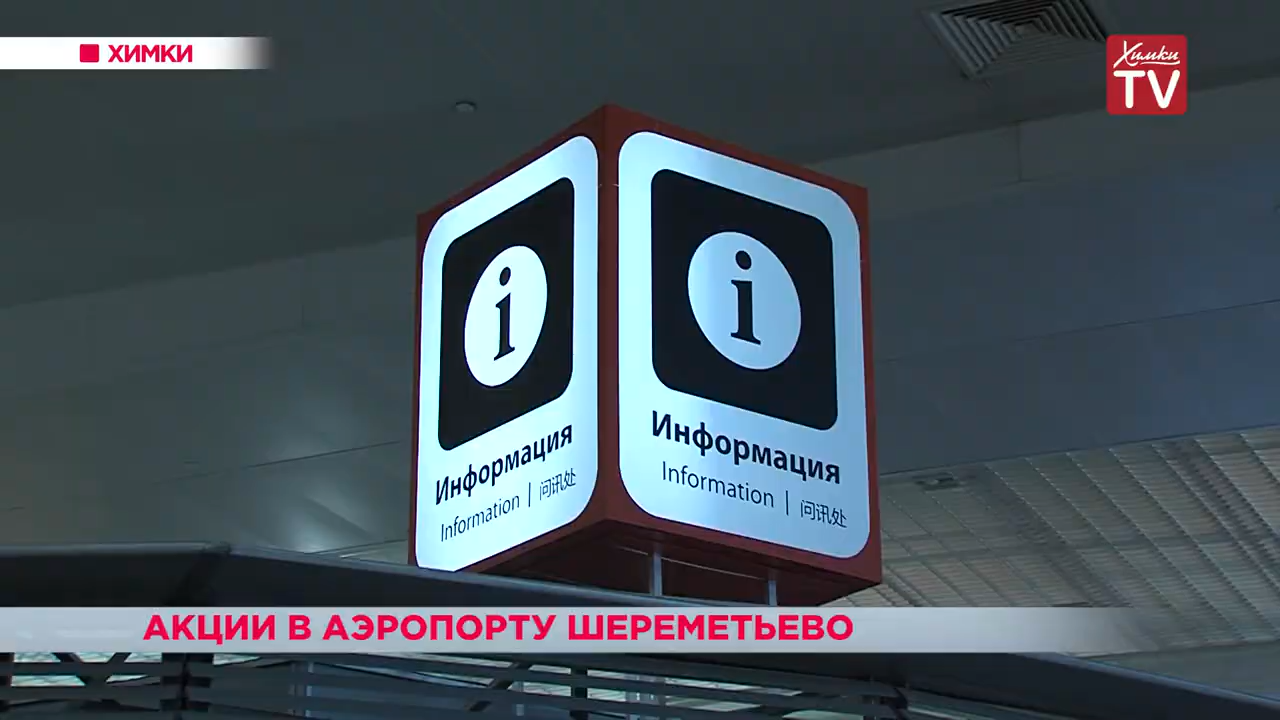 ХИМКИ
Химки
TV
i
Информация
Information | 问讯处
i
Информация
Information | 问讯处
АКЦИИ В АЭРОПОРТУ ШЕРЕМЕТЬЕВО